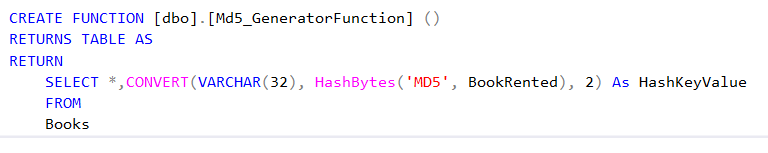 CREATE FUNCTION [dbo].[Md5_GeneratorFunction] ()
RETURNS TABLE AS
RETURN
SELECT *,CONVERT(VARCHAR(32), HashBytes('MD5', BookRented), 2) As HashKeyValue
FROM
Books